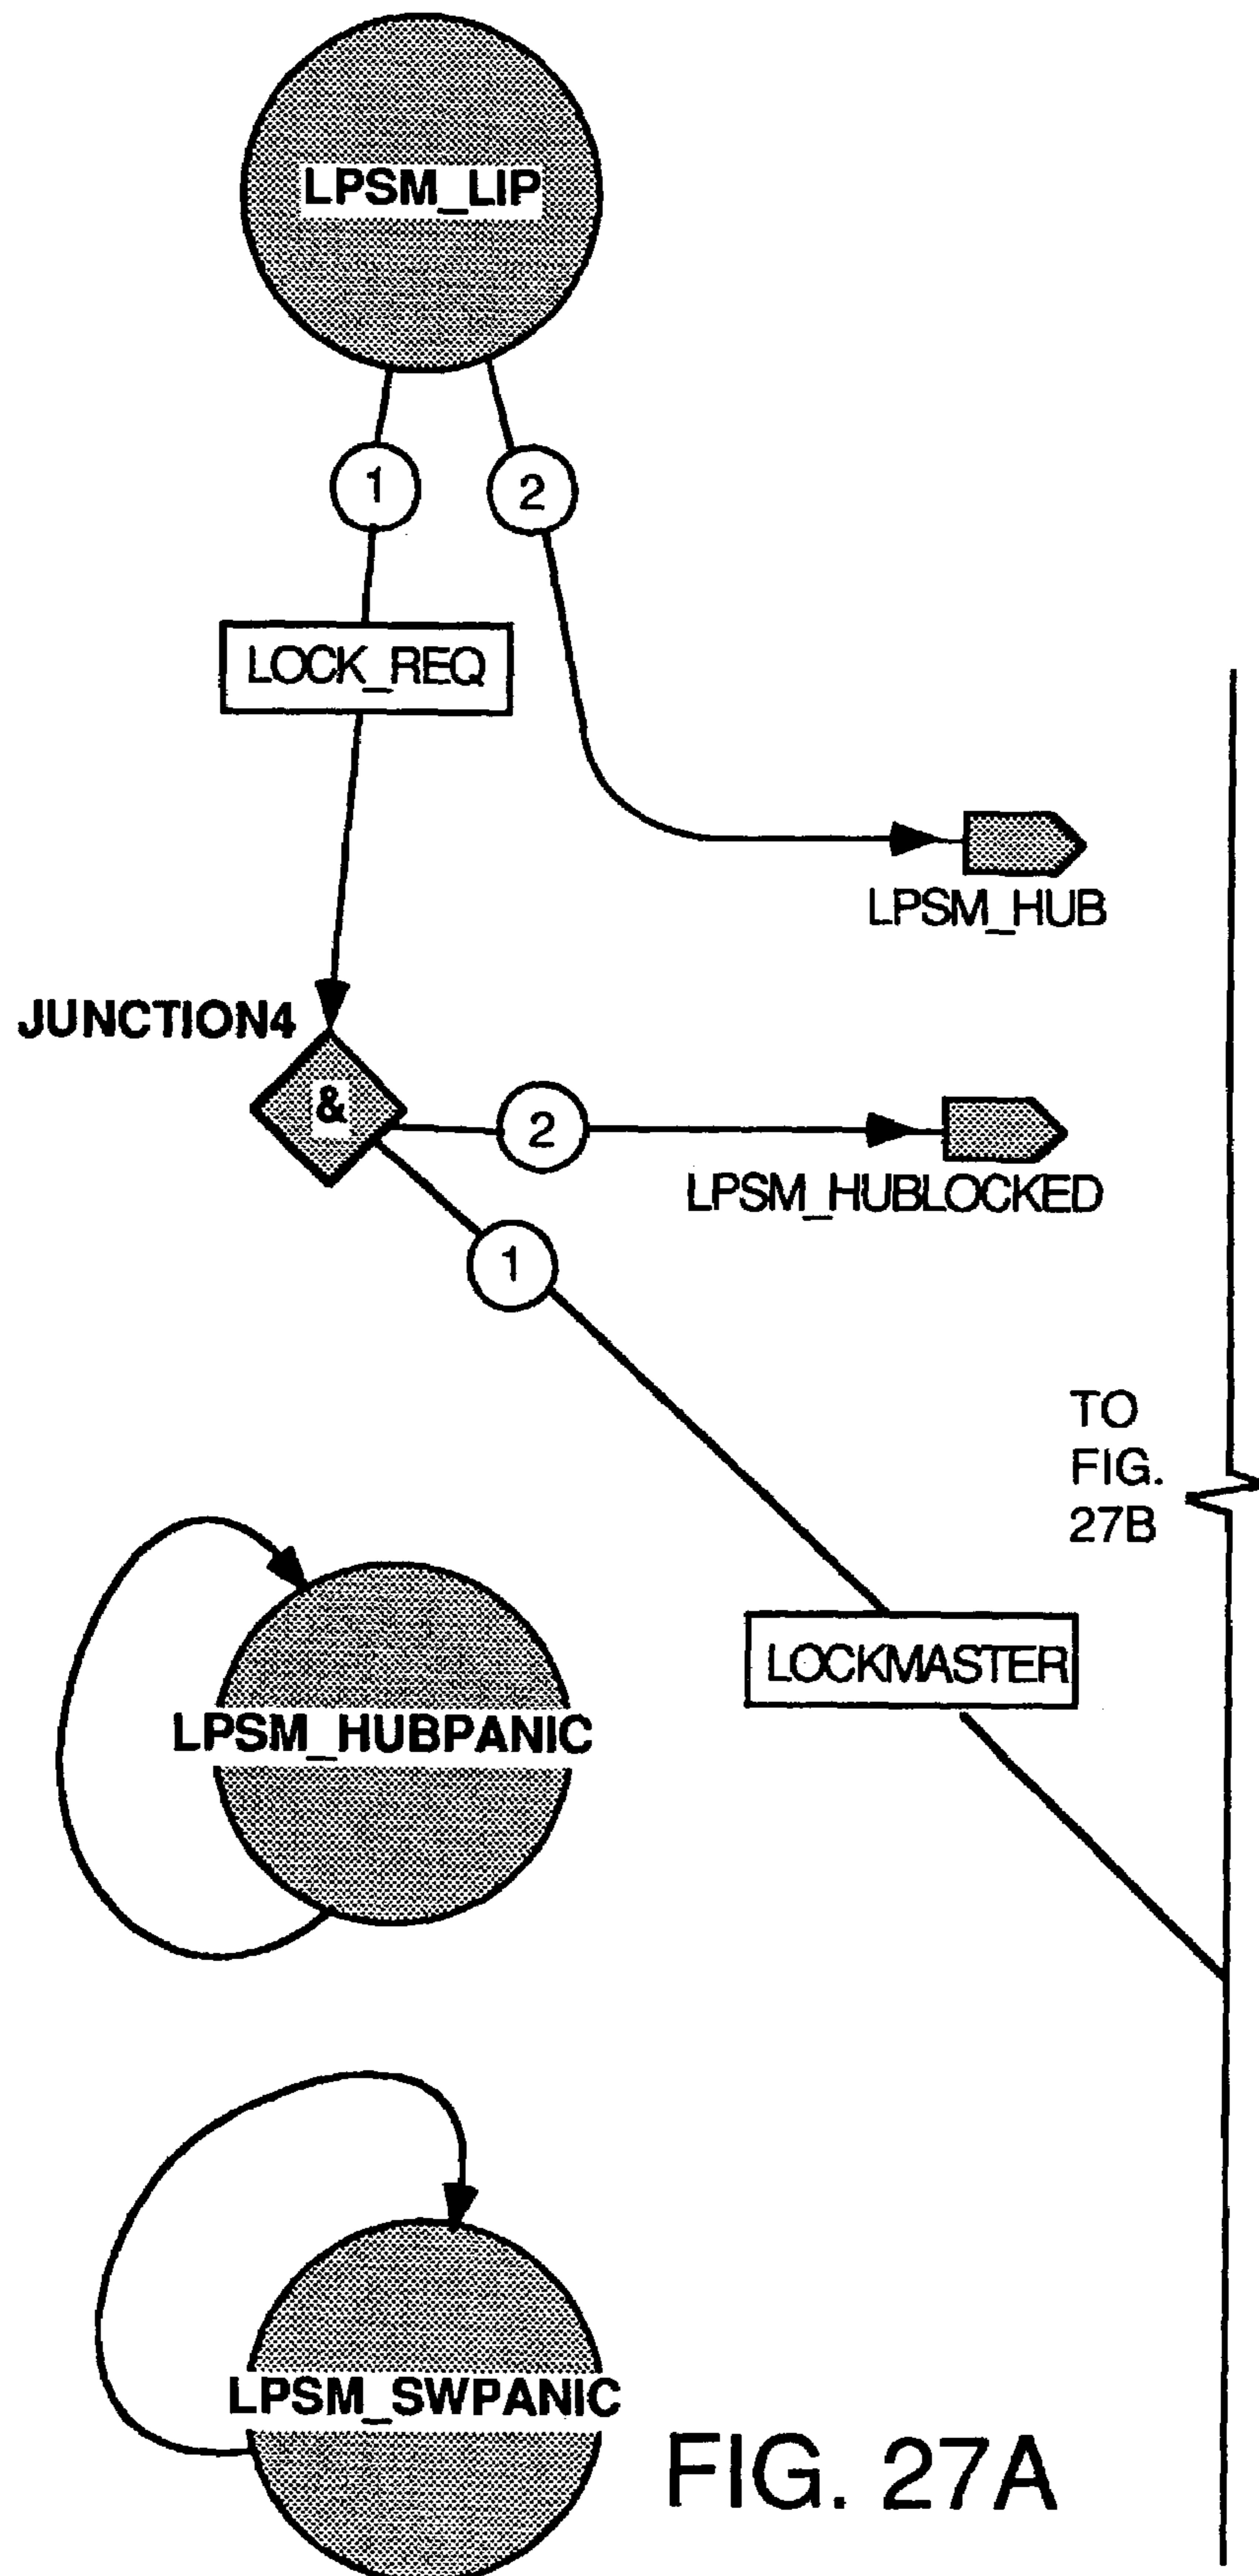 LPSM_LIP
1
2
LOCK_REQ
LPSM_HUB
JUNCTION4
&
2
LPSM_HUBLOCKED
1
TO
FIG.
27B
LOCKMASTER
LPSM_HUBPANIC
LPSM_SWPANIC
FIG. 27A